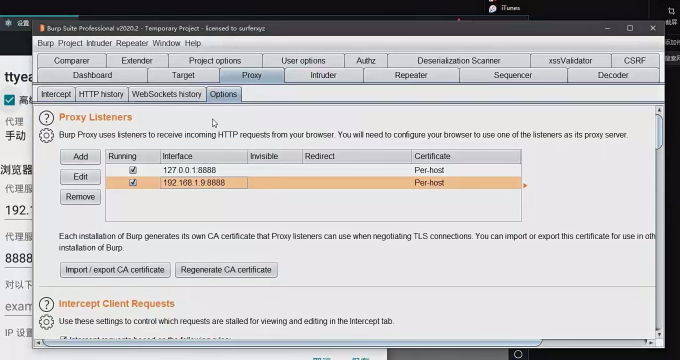 iTunes
设置
Burp Suite Professional v2020.2 - Temporary Project - licensed to surferxyz
Burp Project Intruder Repeater Window Help
Comparer Extender Project options User options Authz Deserialization Scanner xssValidator CSRF
Dashboard Target Proxy Intruder Repeater Sequencer Decoder
Intercept HTTP history WebSockets history Options
ttyea
高级
代理
手动
浏览器
代理服
192.1
代理服
8888
对以下
exam
IP 设置
Proxy Listeners
Burp Proxy uses listeners to receive incoming HTTP requests from your browser. You will need to configure your browser to use one of the listeners as its proxy server.
Add
Edit
Remove
Running Interface Invisible Redirect Certificate
127.0.0.1:8888 Per-host
192.168.1.9:8888 Per-host
Each installation of Burp generates its own CA certificate that Proxy listeners can use when negotiating TLS connections. You can import or export this certificate for use in oth
installation of Burp.
Import / export CA certificate Regenerate CA certificate
Intercept Client Requests
Use these settings to control which requests are stalled for viewing and editing in the Intercept tab.